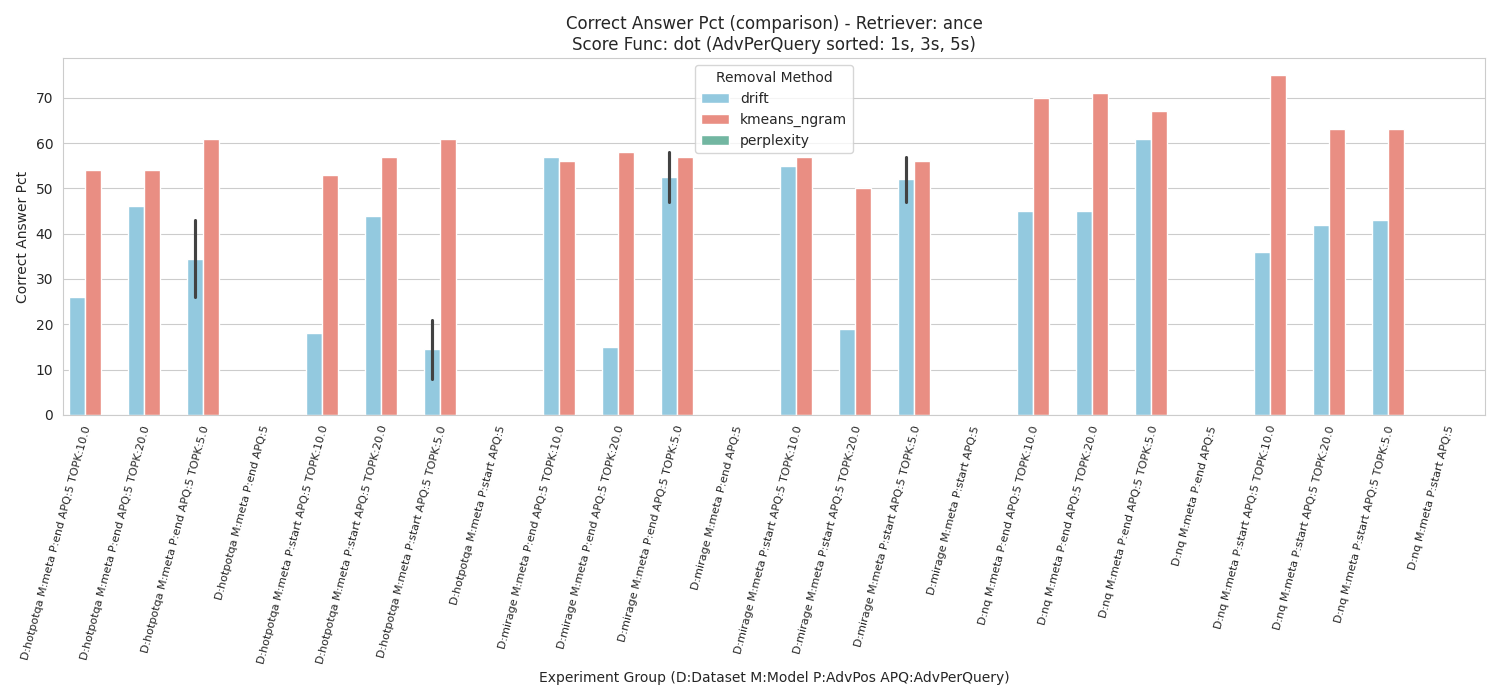 Correct Answer Pct (comparison) - Retriever: ance
Score Func: dot (AdvPerQuery sorted: 1s, 3s, 5s)
Removal Method
drift
kmeans_ngram
perplexity
Correct Answer Pct
70
60
50
40
30
20
10
0
D:hotpotqa M:meta P:end APQ:5 TOPK:10.0
D:hotpotqa M:meta P:end APQ:5 TOPK:20.0
D:hotpotqa M:meta P:end APQ:5 TOPK:5.0
D:hotpotqa M:meta P:end APQ:5
D:hotpotqa M:meta P:start APQ:5 TOPK:10.0
D:hotpotqa M:meta P:start APQ:5 TOPK:20.0
D:hotpotqa M:meta P:start APQ:5 TOPK:5.0
D:hotpotqa M:meta P:start APQ:5
D:mirage M:meta P:end APQ:5 TOPK:10.0
D:mirage M:meta P:end APQ:5 TOPK:20.0
D:mirage M:meta P:end APQ:5 TOPK:5.0
D:mirage M:meta P:end APQ:5
D:mirage M:meta P:start APQ:5 TOPK:10.0
D:mirage M:meta P:start APQ:5 TOPK:20.0
D:mirage M:meta P:start APQ:5 TOPK:5.0
D:mirage M:meta P:start APQ:5
D:nq M:meta P:end APQ:5 TOPK:10.0
D:nq M:meta P:end APQ:5 TOPK:20.0
D:nq M:meta P:end APQ:5 TOPK:5.0
D:nq M:meta P:end APQ:5
D:nq M:meta P:start APQ:5 TOPK:10.0
D:nq M:meta P:start APQ:5 TOPK:20.0
D:nq M:meta P:start APQ:5 TOPK:5.0
D:nq M:meta P:start APQ:5
Experiment Group (D:Dataset M:Model P:AdvPos APQ:AdvPerQuery)